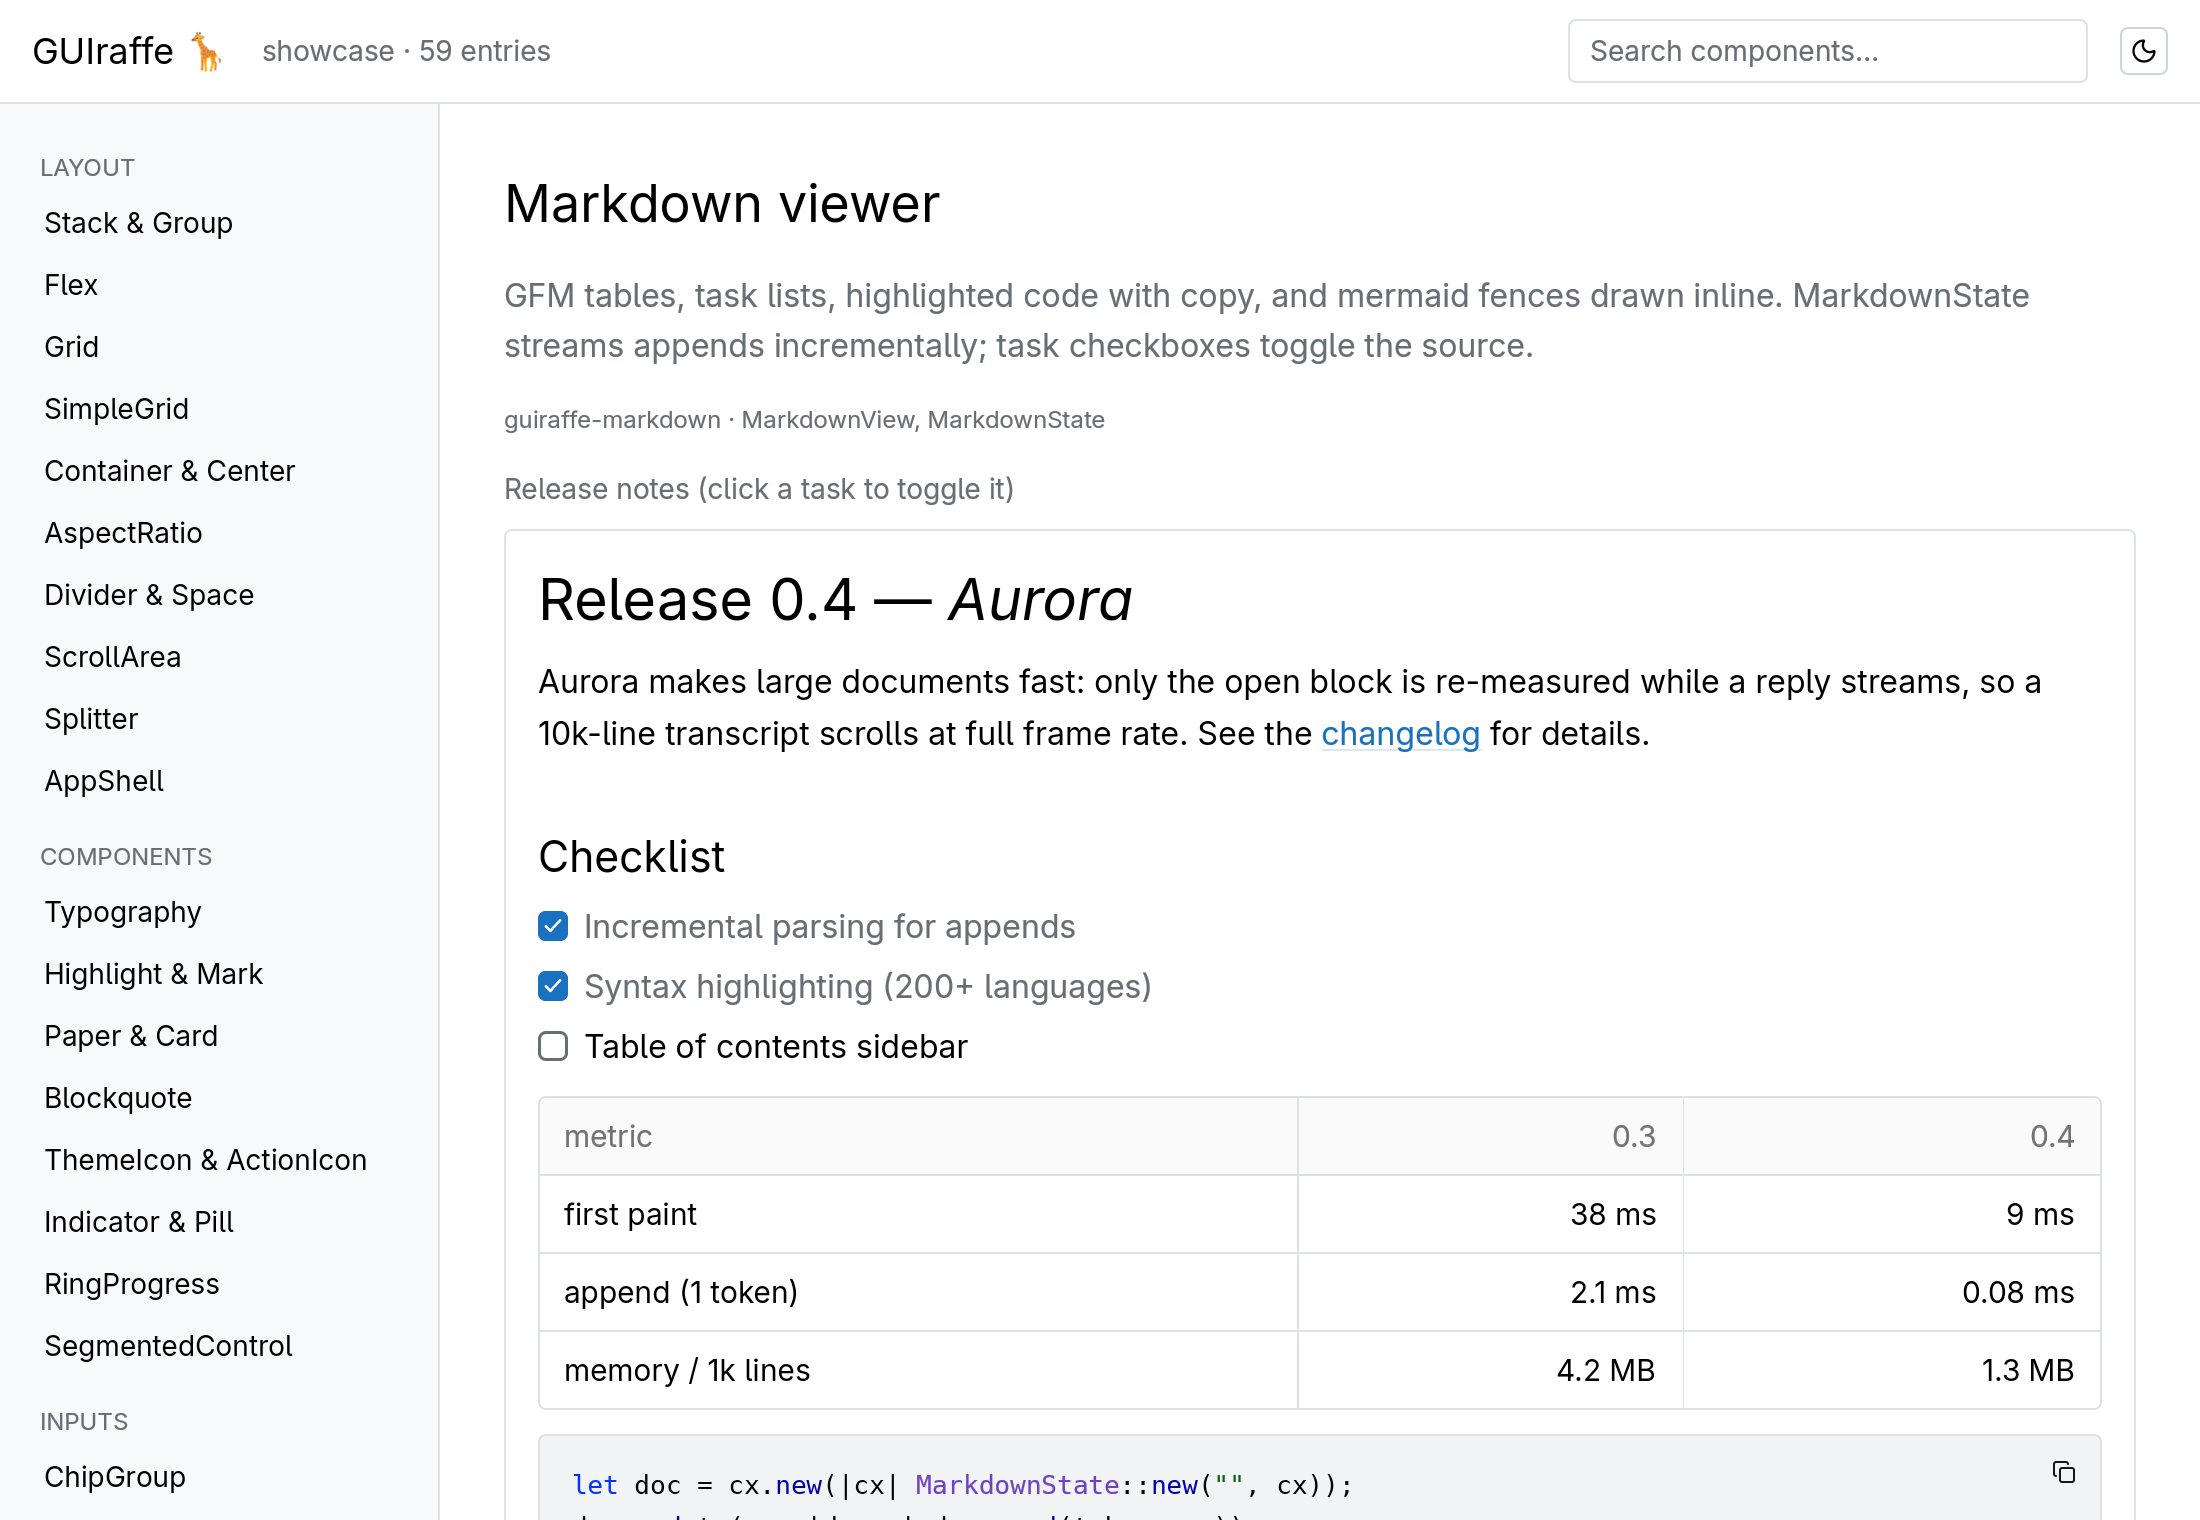 GUIraffe 🦒 showcase · 59 entries
Search components...
LAYOUT
Stack & Group
Flex
Grid
SimpleGrid
Container & Center
AspectRatio
Divider & Space
ScrollArea
Splitter
AppShell
COMPONENTS
Typography
Highlight & Mark
Paper & Card
Blockquote
ThemeIcon & ActionIcon
Indicator & Pill
RingProgress
SegmentedControl
INPUTS
ChipGroup
Markdown viewer
GFM tables, task lists, highlighted code with copy, and mermaid fences drawn inline. MarkdownState
streams appends incrementally; task checkboxes toggle the source.
guiraffe-markdown · MarkdownView, MarkdownState
Release notes (click a task to toggle it)
Release 0.4 — Aurora
Aurora makes large documents fast: only the open block is re-measured while a reply streams, so a
10k-line transcript scrolls at full frame rate. See the changelog for details.
Checklist
Incremental parsing for appends
Syntax highlighting (200+ languages)
Table of contents sidebar
metric 0.3 0.4
first paint 38 ms 9 ms
append (1 token) 2.1 ms 0.08 ms
memory / 1k lines 4.2 MB 1.3 MB
let doc = cx.new(|cx| MarkdownState::new("", cx));